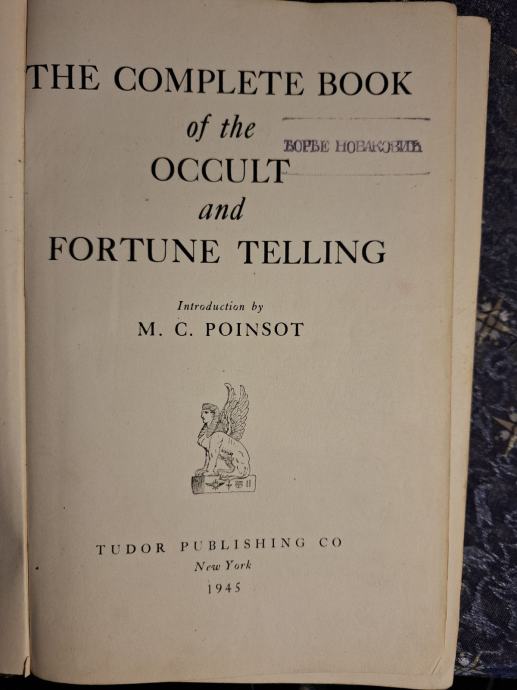 THE COMPLETE BOOK
of the
ЂОРЂЕ НОВАКОВИЋ
OCCULT
and
FORTUNE TELLING
Introduction by
M. C. POINSOT
TUDOR PUBLISHING CO
New York
1945